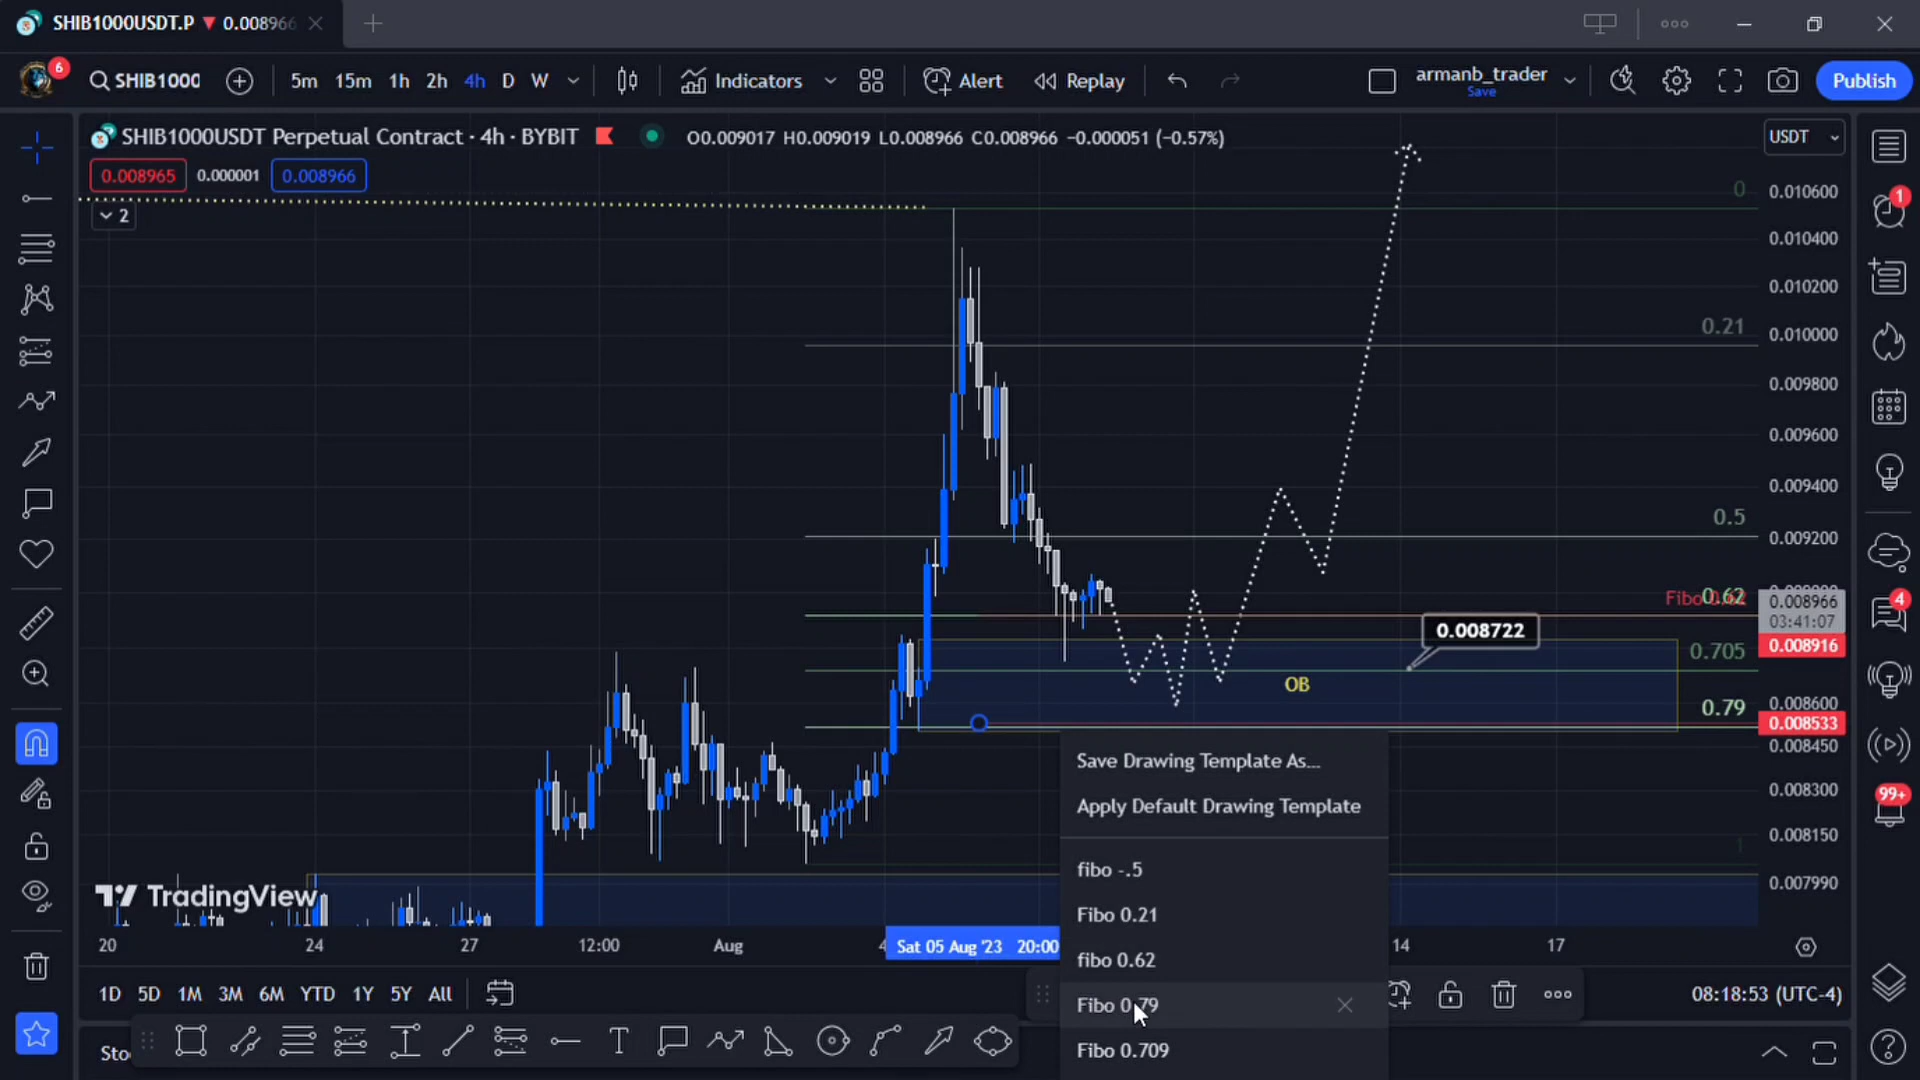 SHIB1000USDT.P ▼ 0.008966
6
SHIB1000
5m 15m 1h 2h 4h D W
Indicators
Alert
Replay
armanb_trader
Save
Publish
SHIB1000USDT Perpetual Contract · 4h · BYBIT
O0.009017 H0.009019 L0.008966 C0.008966 −0.000051 (−0.57%)
USDT
0.008965 0.000001 0.008966
2
0
0.010600
1
0.010400
0.010200
0.21
0.010000
0.009800
0.009600
0.009400
0.5
0.009200
0.62
0.008966
03:41:07
4
0.008722
0.008916
0.705
OB
0.79
0.008600
0.008533
0.008450
Save Drawing Template As...
0.008300
99+
Apply Default Drawing Template
0.008150
1
fibo -.5
0.007990
TradingView
Fibo 0.21
20 24 27 12:00 Aug 4 Sat 05 Aug '23 20:00 14 17
fibo 0.62
1D 5D 1M 3M 6M YTD 1Y 5Y All
Fibo 0.79
08:18:53 (UTC-4)
Sto
Fibo 0.709